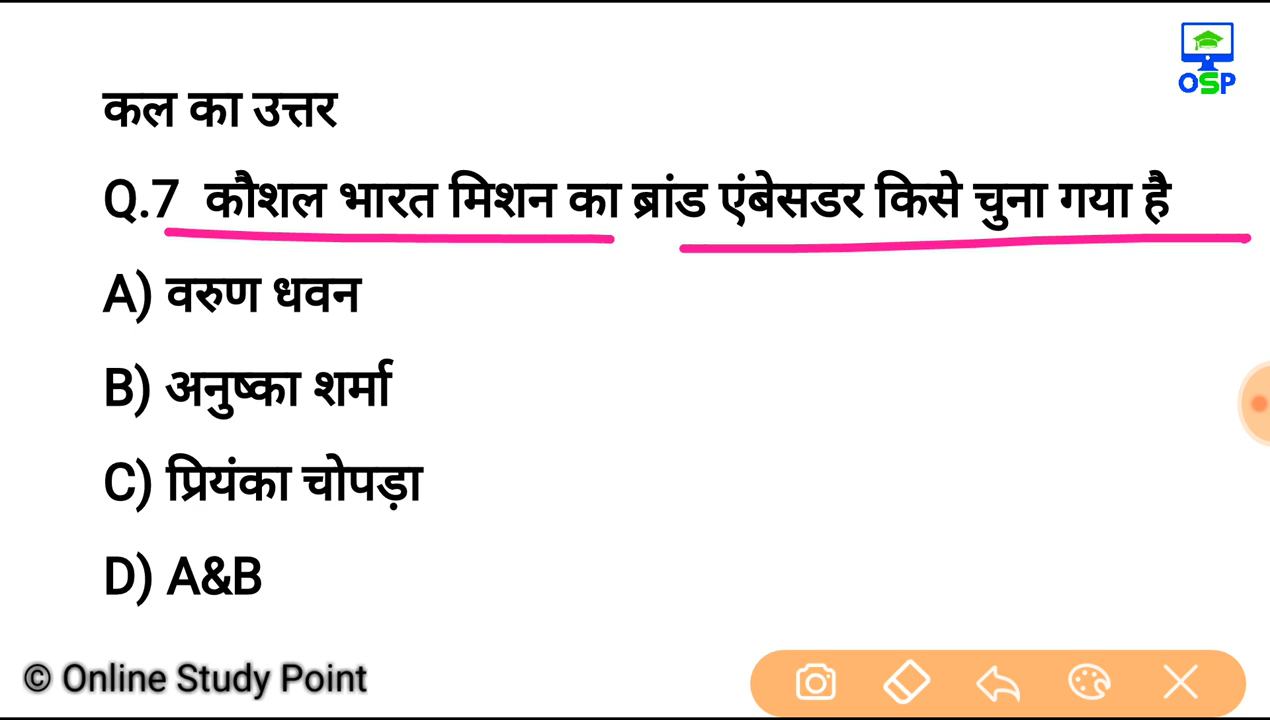 OSP
कल का उत्तर
Q.7 कौशल भारत मिशन का ब्रांड एंबेसडर किसे चुना गया है
A) वरुण धवन
B) अनुष्का शर्मा
C) प्रियंका चोपड़ा
D) A&B
© Online Study Point